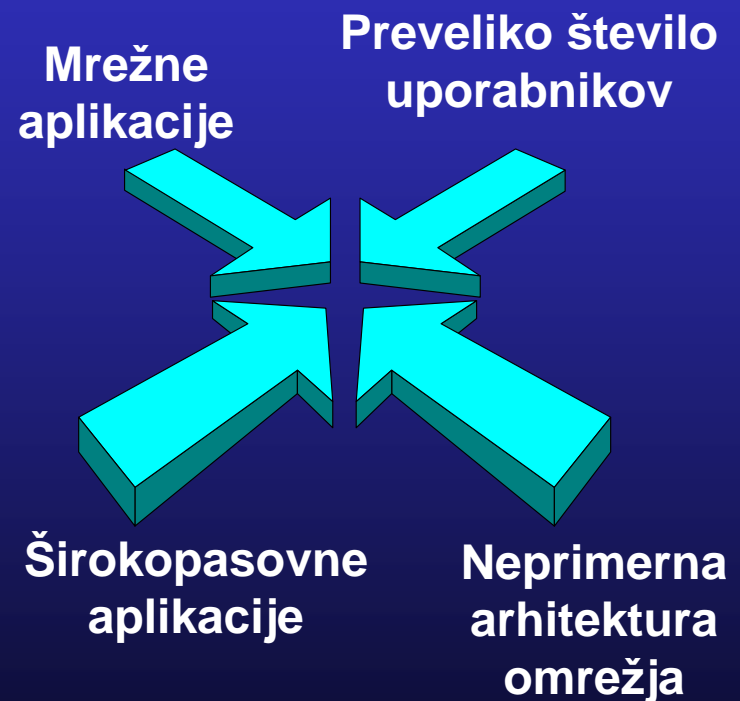 Mrežne
aplikacije
Preveliko število
uporabnikov
Širokopasovne
aplikacije
Neprimerna
arhitektura
omrežja